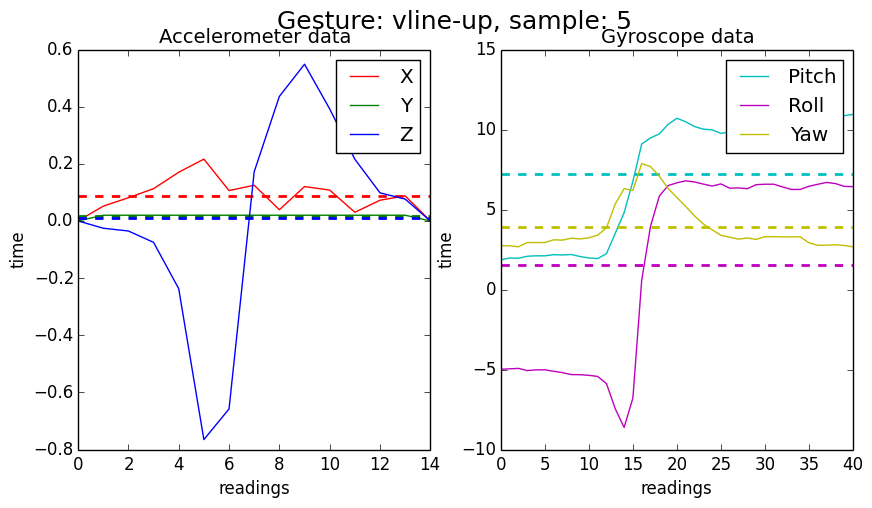 Gesture: vline-up, sample: 5
Accelerometer data
0.6
0.4
0.2
0.0
−0.2
−0.4
−0.6
−0.8
time
X
Y
Z
0 2 4 6 8 10 12 14
readings
Gyroscope data
15
10
5
0
−5
−10
time
Pitch
Roll
Yaw
0 5 10 15 20 25 30 35 40
readings